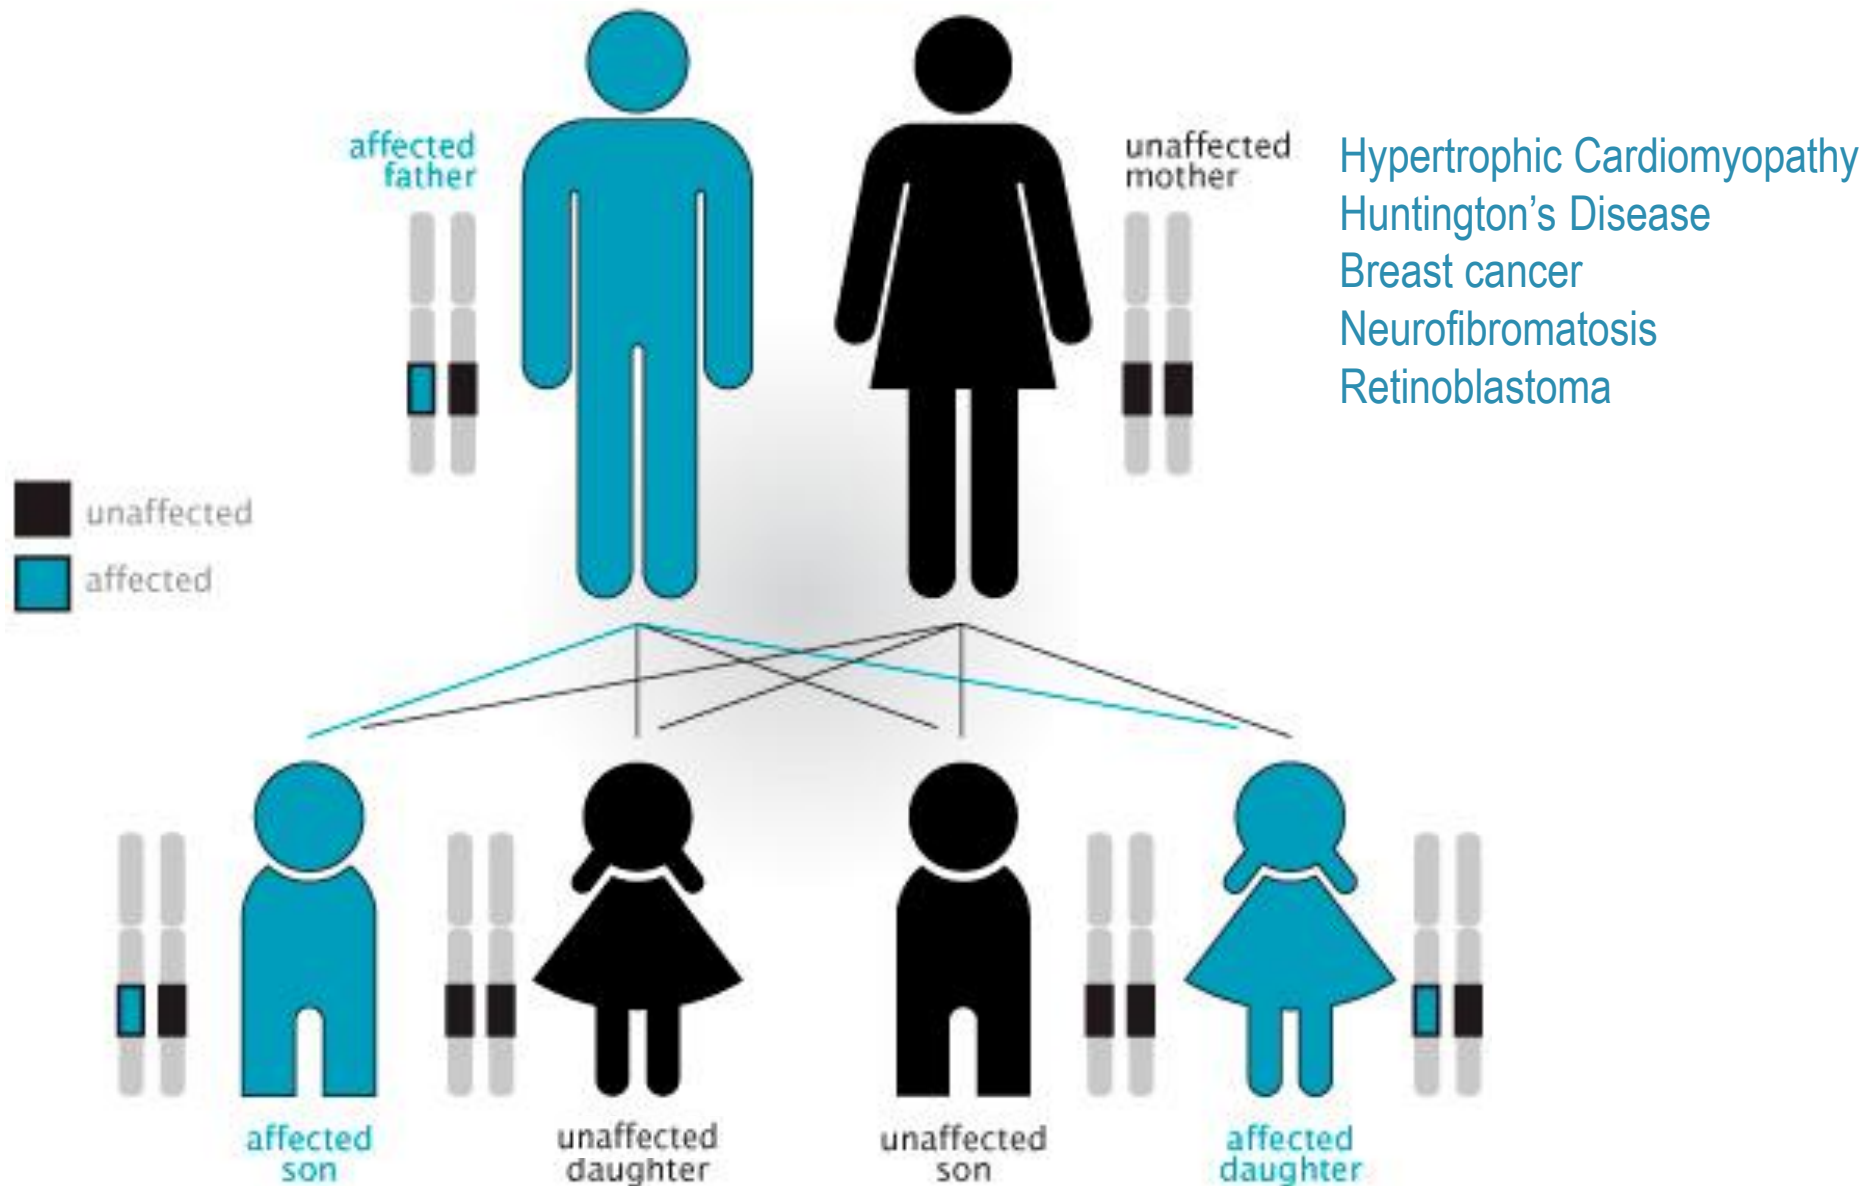 affected
father
unaffected
mother
Hypertrophic Cardiomyopathy
Huntington’s Disease
Breast cancer
Neurofibromatosis
Retinoblastoma
unaffected
affected
affected
son
unaffected
daughter
unaffected
son
affected
daughter